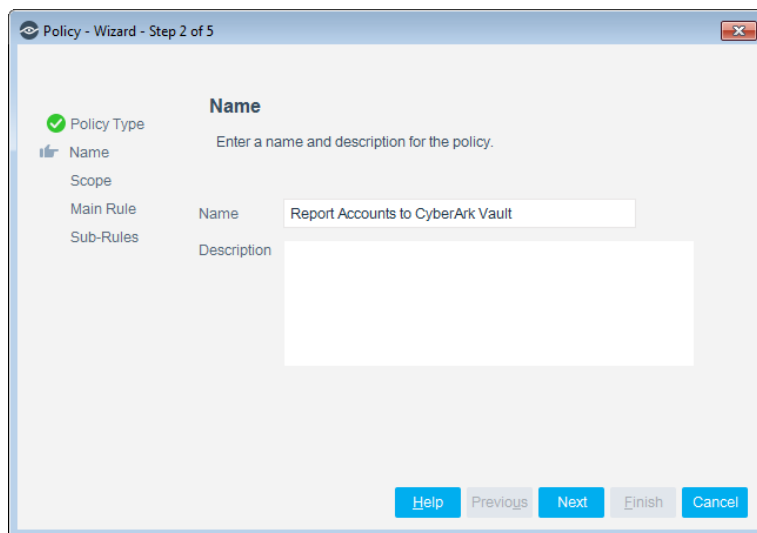 Policy - Wizard - Step 2 of 5
Name
Enter a name and description for the policy.
Policy Type
Name
Scope
Main Rule
Sub-Rules
Name
Report Accounts to CyberArk Vault
Description
Help
Previous
Next
Finish
Cancel